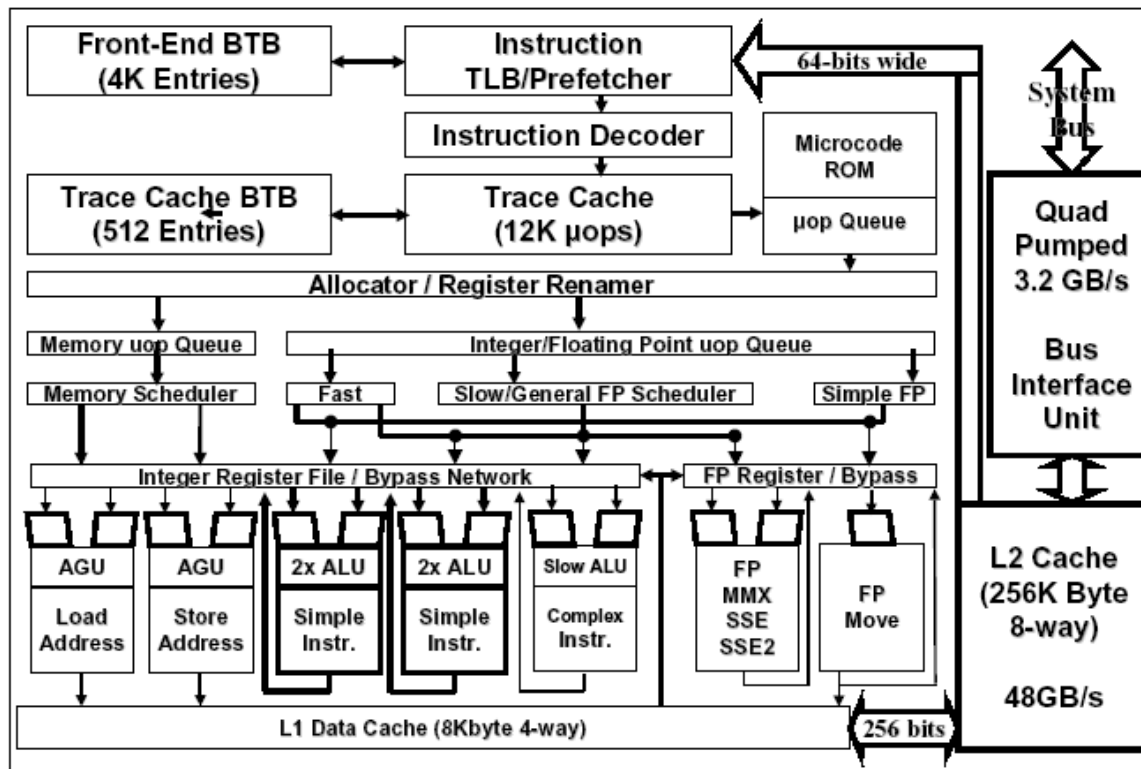 Front-End BTB
(4K Entries)
Instruction
TLB/Prefetcher
64-bits wide
System
Bus
Instruction Decoder
Microcode
ROM
Trace Cache BTB
(512 Entries)
Trace Cache
(12K µops)
µop Queue
Quad
Pumped
3.2 GB/s
Bus
Interface
Unit
Allocator / Register Renamer
Memory uop Queue
Integer/Floating Point uop Queue
Memory Scheduler
Fast
Slow/General FP Scheduler
Simple FP
Integer Register File / Bypass Network
FP Register / Bypass
AGU
Load
Address
AGU
Store
Address
2x ALU
Simple
Instr.
2x ALU
Simple
Instr.
Slow ALU
Complex
Instr.
FP
MMX
SSE
SSE2
FP
Move
L2 Cache
(256K Byte
8-way)
48GB/s
L1 Data Cache (8Kbyte 4-way)
256 bits